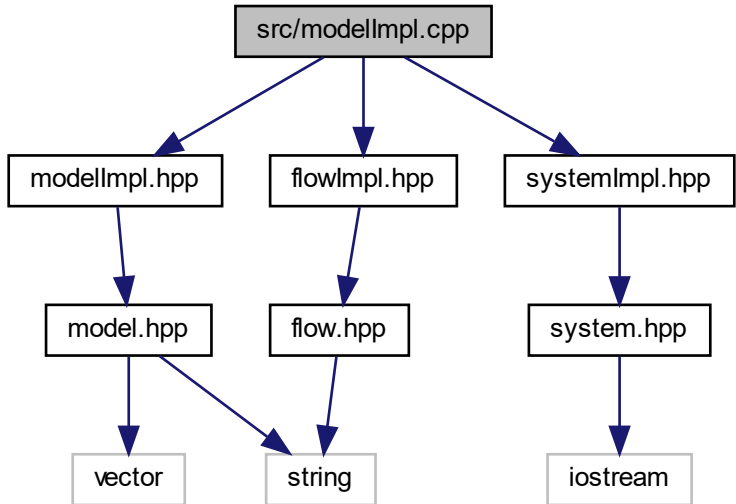 src/modelImpl.cpp
modelImpl.hpp
flowImpl.hpp
systemImpl.hpp
model.hpp
flow.hpp
system.hpp
vector
string
iostream